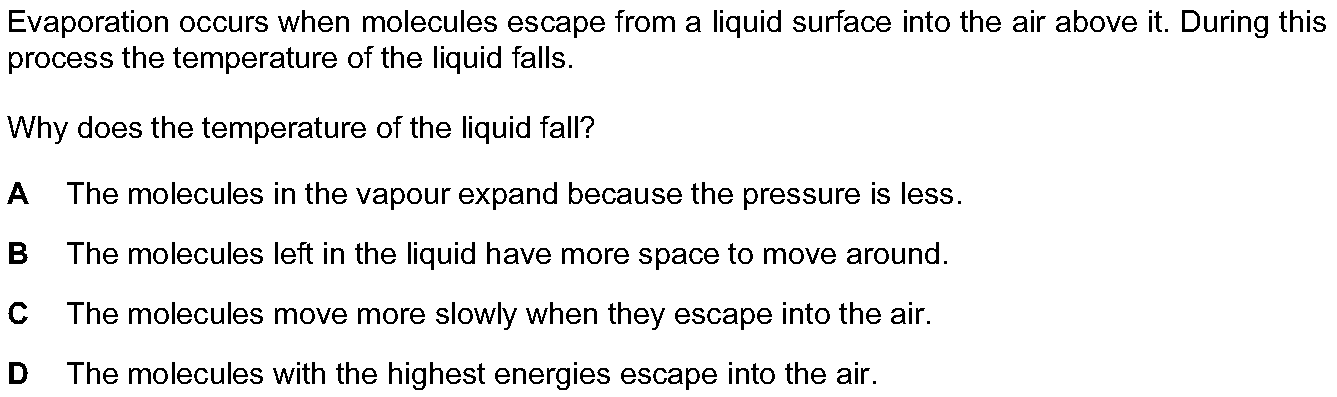 Evaporation occurs when molecules escape from a liquid surface into the air above it. During this
process the temperature of the liquid falls.
Why does the temperature of the liquid fall?
A The molecules in the vapour expand because the pressure is less.
B The molecules left in the liquid have more space to move around.
C The molecules move more slowly when they escape into the air.
D The molecules with the highest energies escape into the air.